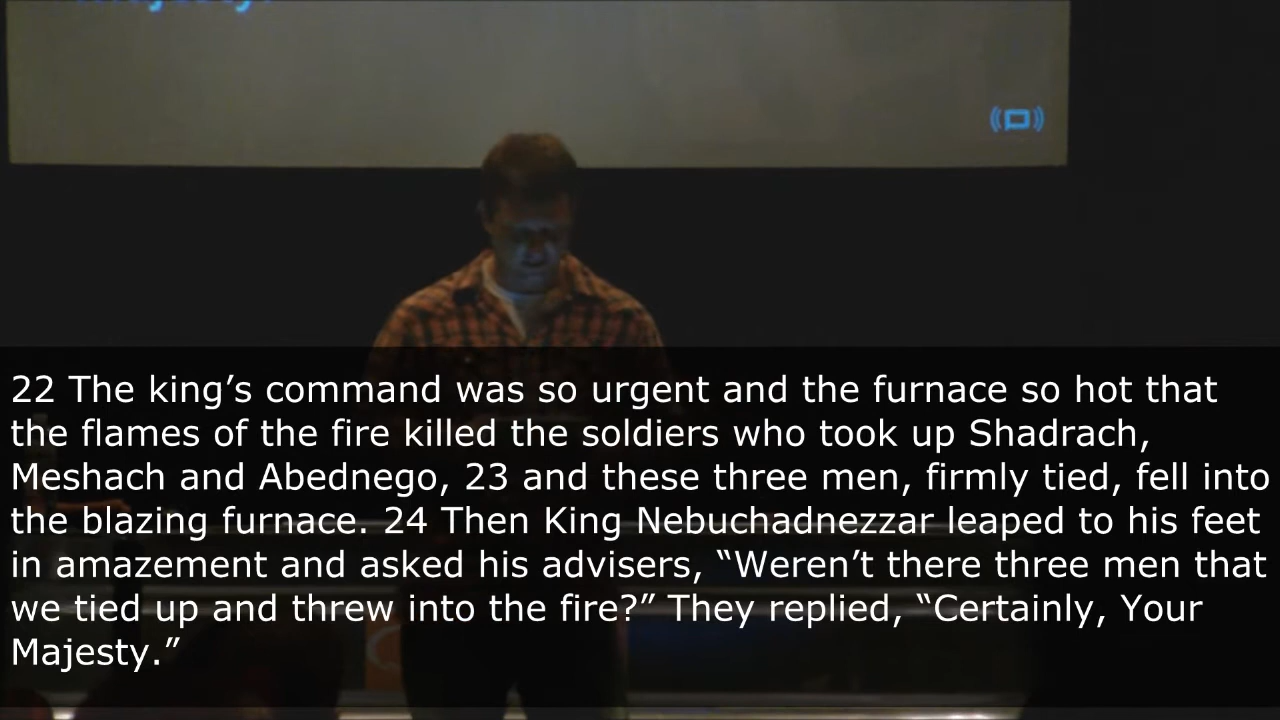 22 The king’s command was so urgent and the furnace so hot that
the flames of the fire killed the soldiers who took up Shadrach,
Meshach and Abednego, 23 and these three men, firmly tied, fell into
the blazing furnace. 24 Then King Nebuchadnezzar leaped to his feet
in amazement and asked his advisers, “Weren’t there three men that
we tied up and threw into the fire?” They replied, “Certainly, Your
Majesty.”